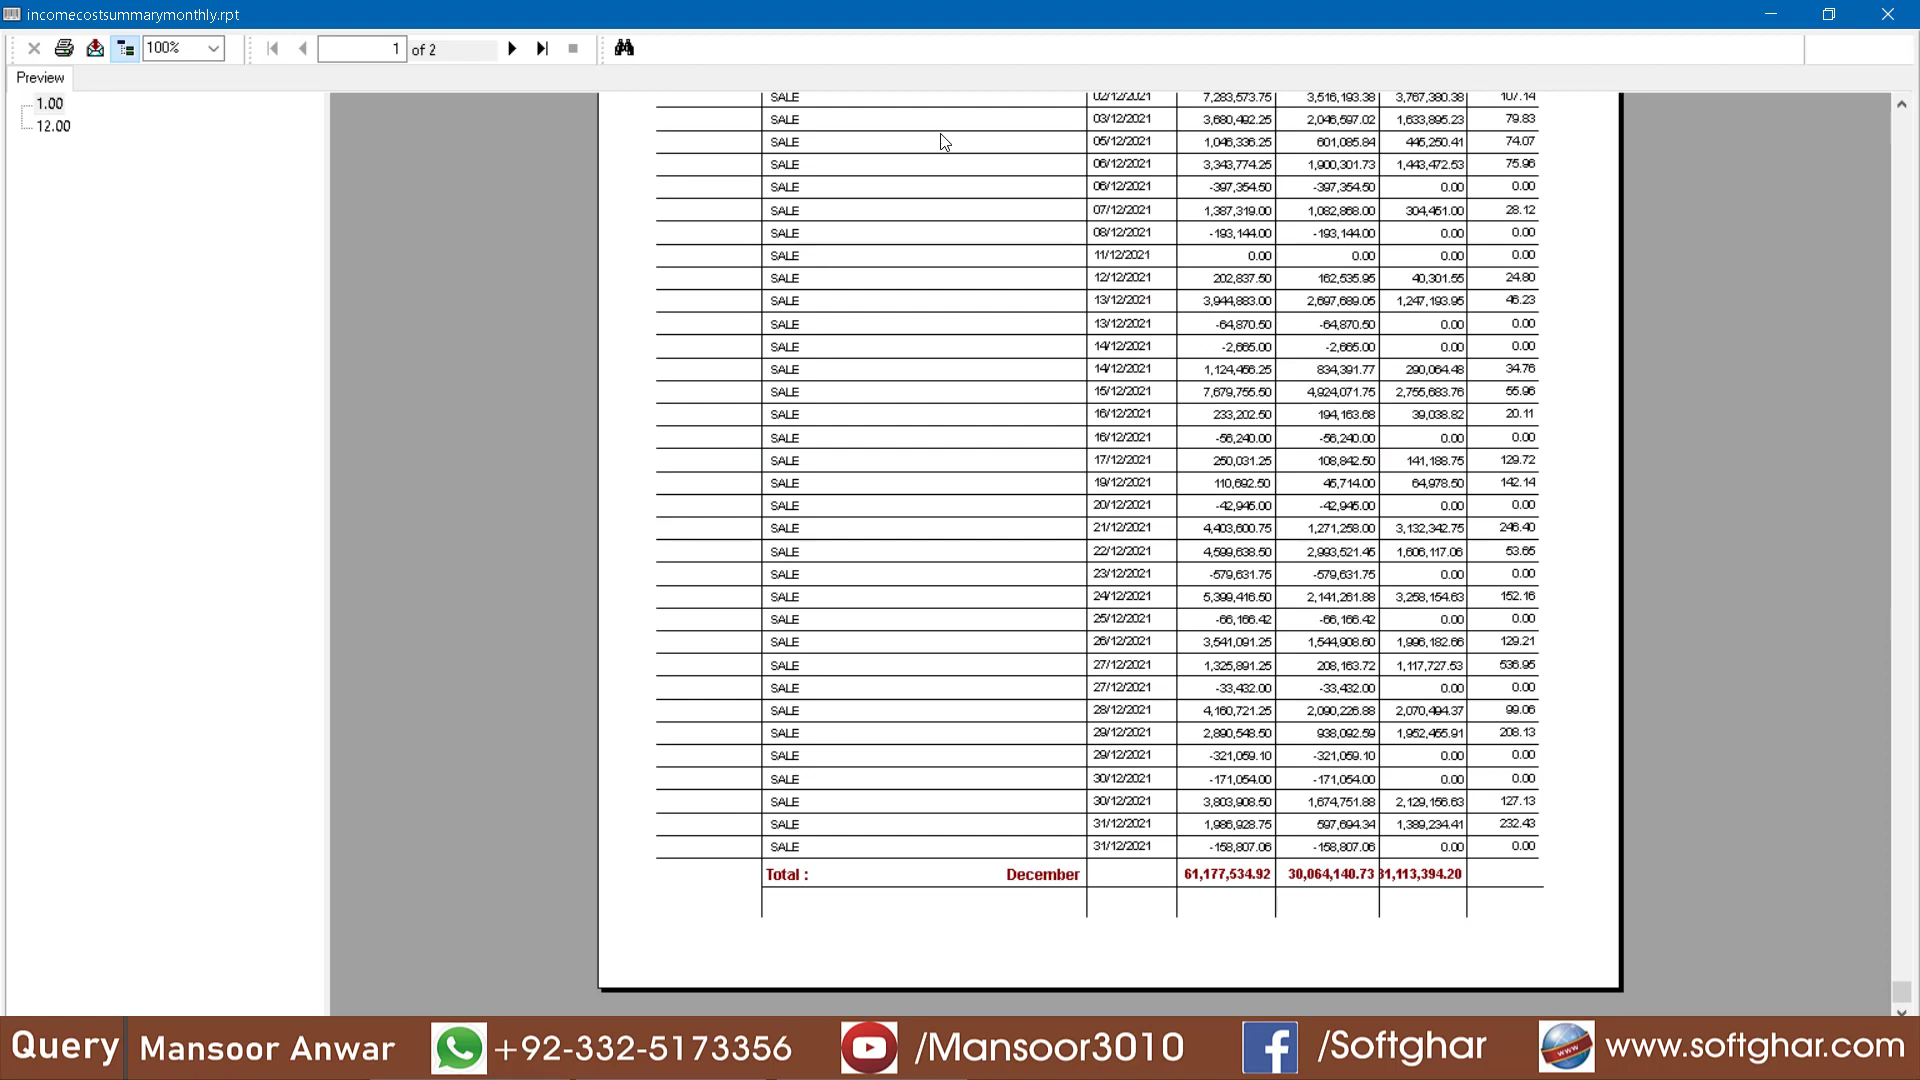 incomecostsummarymonthly.rpt
100% 1 of 2
Preview
1.00
12.00
SALE 02/12/2021 7,283,573.75 3,516,193.38 3,767,380.38 107.14
SALE 03/12/2021 3,680,492.25 2,046,597.02 1,633,895.23 79.83
SALE 05/12/2021 1,046,336.25 601,085.84 445,250.41 74.07
SALE 06/12/2021 3,343,774.25 1,900,301.73 1,443,472.53 75.96
SALE 06/12/2021 -397,354.50 -397,354.50 0.00 0.00
SALE 07/12/2021 1,387,319.00 1,082,868.00 304,451.00 28.12
SALE 08/12/2021 -193,144.00 -193,144.00 0.00 0.00
SALE 11/12/2021 0.00 0.00 0.00 0.00
SALE 12/12/2021 202,837.50 162,535.95 40,301.55 24.80
SALE 13/12/2021 3,944,883.00 2,697,689.05 1,247,193.95 46.23
SALE 13/12/2021 -64,870.50 -64,870.50 0.00 0.00
SALE 14/12/2021 -2,665.00 -2,665.00 0.00 0.00
SALE 14/12/2021 1,124,456.25 834,391.77 290,064.48 34.76
SALE 15/12/2021 7,679,755.50 4,924,071.75 2,755,683.76 55.96
SALE 16/12/2021 233,202.50 194,163.68 39,038.82 20.11
SALE 16/12/2021 -56,240.00 -56,240.00 0.00 0.00
SALE 17/12/2021 250,031.25 108,842.50 141,188.75 129.72
SALE 19/12/2021 110,692.50 45,714.00 64,978.50 142.14
SALE 20/12/2021 -42,945.00 -42,945.00 0.00 0.00
SALE 21/12/2021 4,403,600.75 1,271,258.00 3,132,342.75 246.40
SALE 22/12/2021 4,599,638.50 2,993,521.45 1,606,117.06 53.65
SALE 23/12/2021 -579,631.75 -579,631.75 0.00 0.00
SALE 24/12/2021 5,399,416.50 2,141,261.88 3,258,154.63 152.16
SALE 25/12/2021 -66,166.42 -66,166.42 0.00 0.00
SALE 26/12/2021 3,541,091.25 1,544,908.60 1,996,182.66 129.21
SALE 27/12/2021 1,325,891.25 208,163.72 1,117,727.53 536.95
SALE 27/12/2021 -33,432.00 -33,432.00 0.00 0.00
SALE 28/12/2021 4,160,721.25 2,090,226.88 2,070,494.37 99.06
SALE 29/12/2021 2,890,548.50 938,092.59 1,952,455.91 208.13
SALE 29/12/2021 -321,059.10 -321,059.10 0.00 0.00
SALE 30/12/2021 -171,054.00 -171,054.00 0.00 0.00
SALE 30/12/2021 3,803,908.50 1,674,751.88 2,129,156.63 127.13
SALE 31/12/2021 1,986,928.75 597,694.34 1,389,234.41 232.43
SALE 31/12/2021 -158,807.06 -158,807.06 0.00 0.00
Total : December 61,177,534.92 30,064,140.73 31,113,394.20
Query Mansoor Anwar +92-332-5173356 /Mansoor3010 /Softghar www.softghar.com